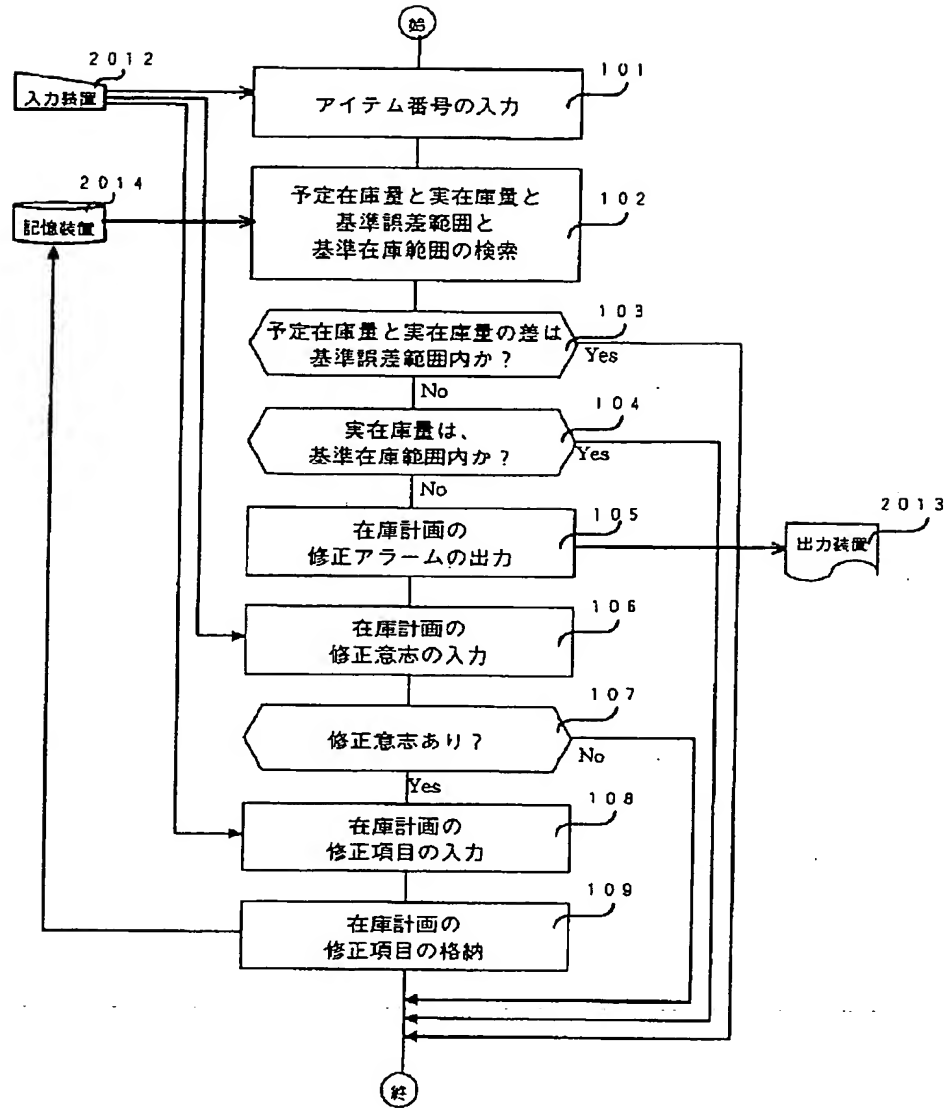 始
2012
入力装置
101
アイテム番号の入力
2014
記憶装置
102
予定在庫量と実在庫量と
基準誤差範囲と
基準在庫範囲の検索
103
予定在庫量と実在庫量の差は
基準誤差範囲内か？
Yes
No
104
実在庫量は、
基準在庫範囲内か？
Yes
No
105
在庫計画の
修正アラームの出力
2013
出力装置
106
在庫計画の
修正意志の入力
107
修正意志あり？
No
Yes
108
在庫計画の
修正項目の入力
109
在庫計画の
修正項目の格納
終